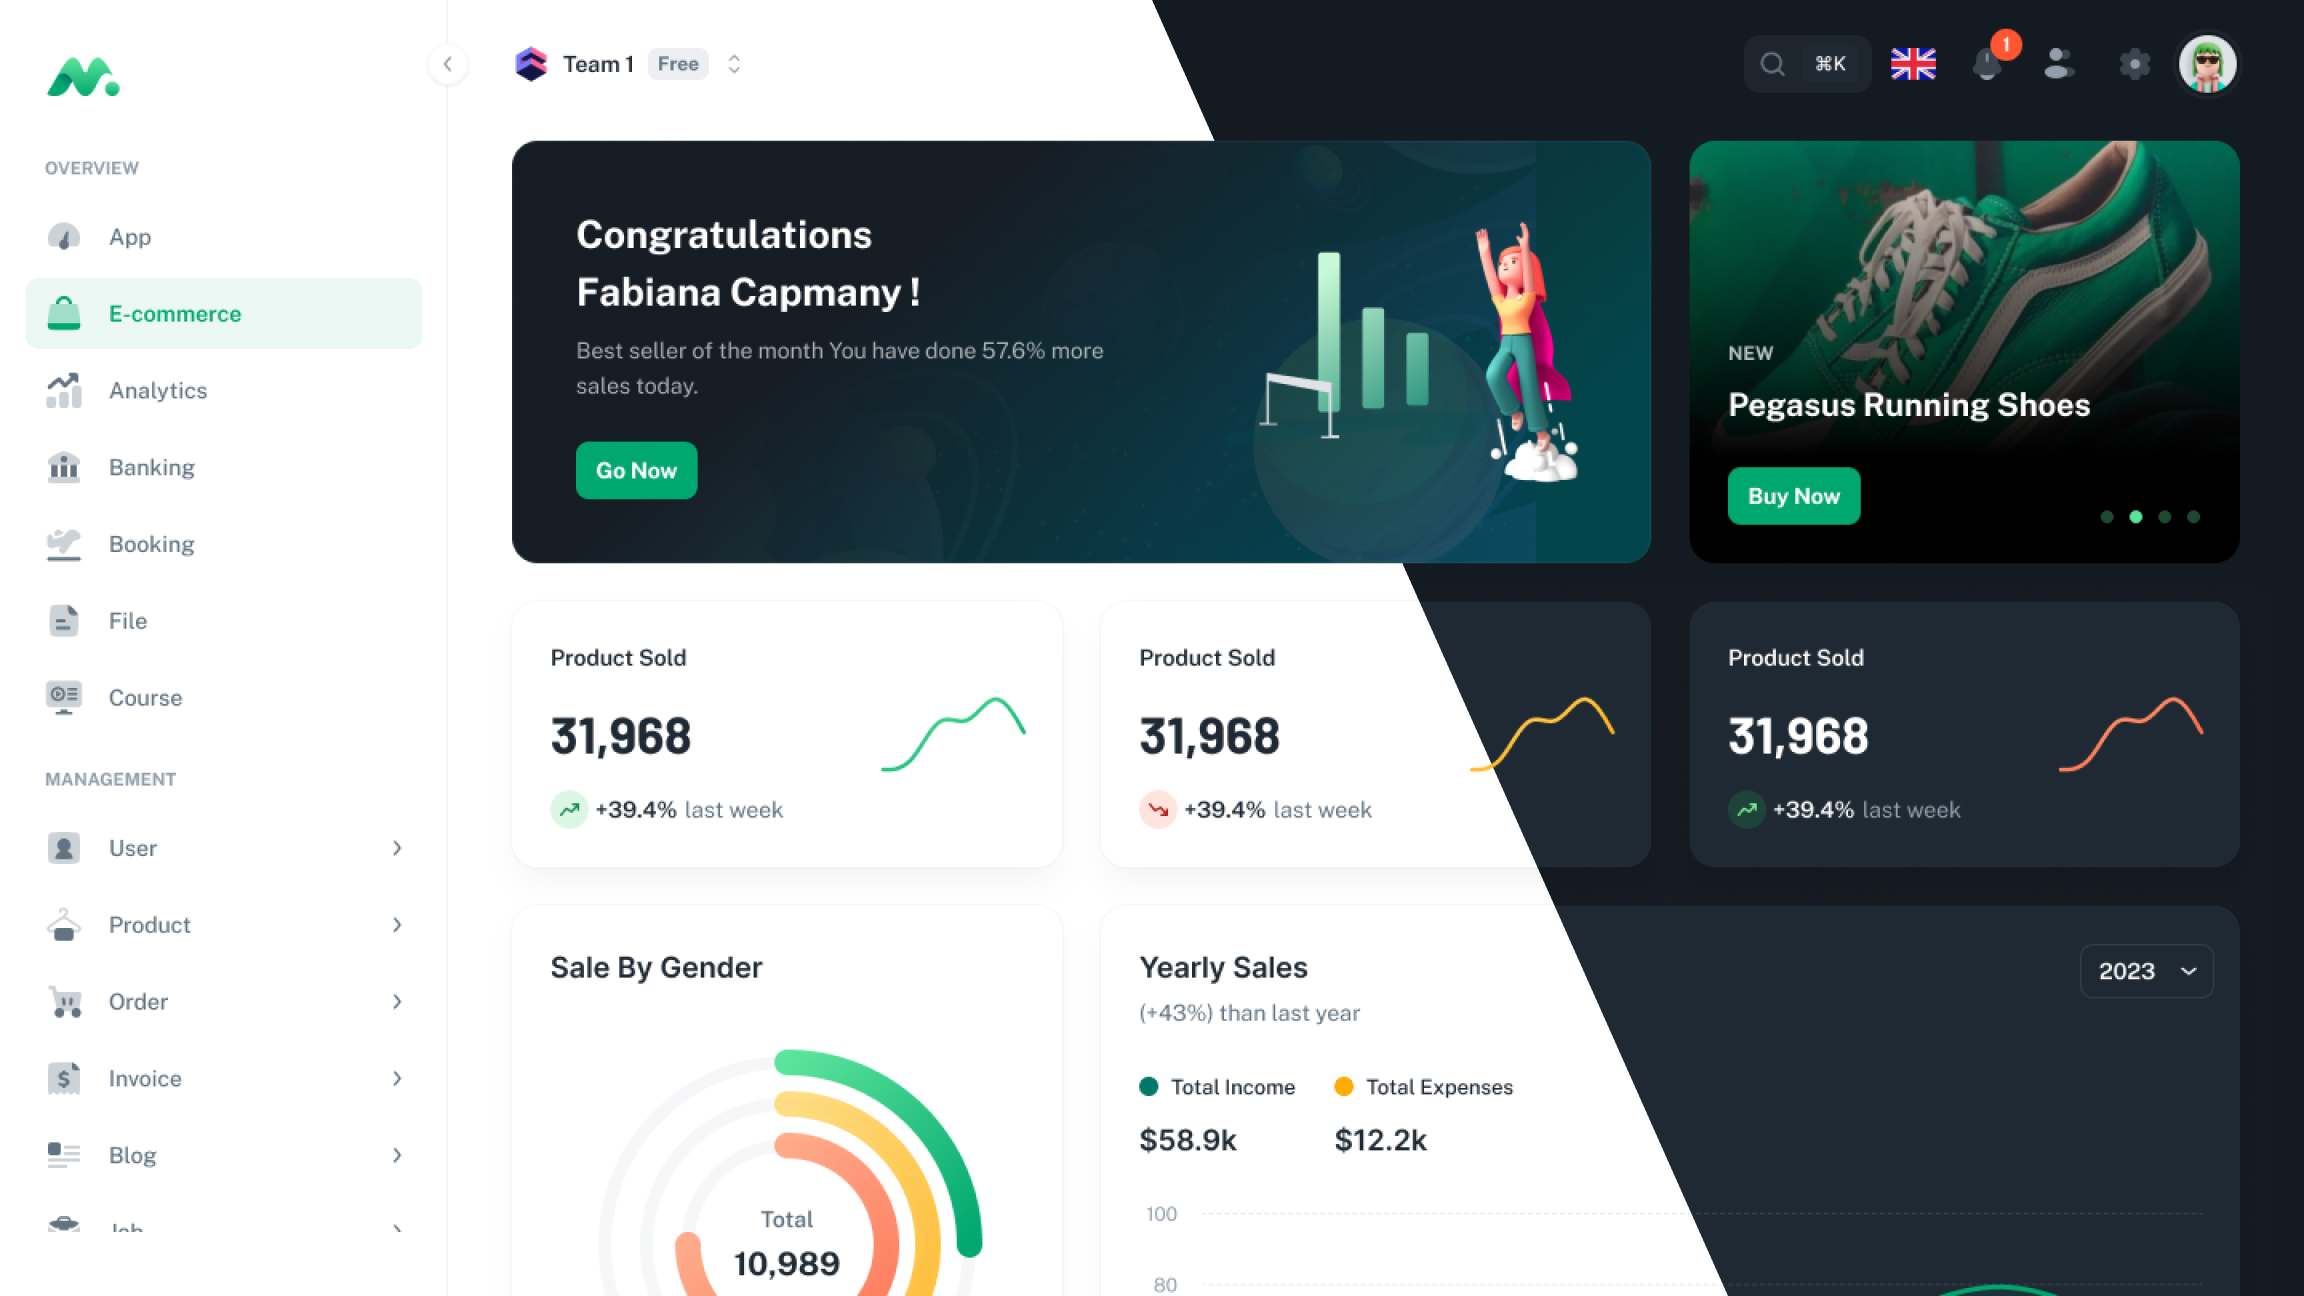 OVERVIEW
App
E-commerce
Analytics
Banking
Booking
File
Course
MANAGEMENT
User
Product
Order
Invoice
Blog
Job
Team 1 Free
⌘K
1
Congratulations
Fabiana Capmany !
Best seller of the month You have done 57.6% more
sales today.
Go Now
NEW
Pegasus Running Shoes
Buy Now
Product Sold
31,968
+39.4% last week
Product Sold
31,968
+39.4% last week
Product Sold
31,968
+39.4% last week
Sale By Gender
Total
10,989
Yearly Sales
(+43%) than last year
2023
Total Income
$58.9k
Total Expenses
$12.2k
100
80